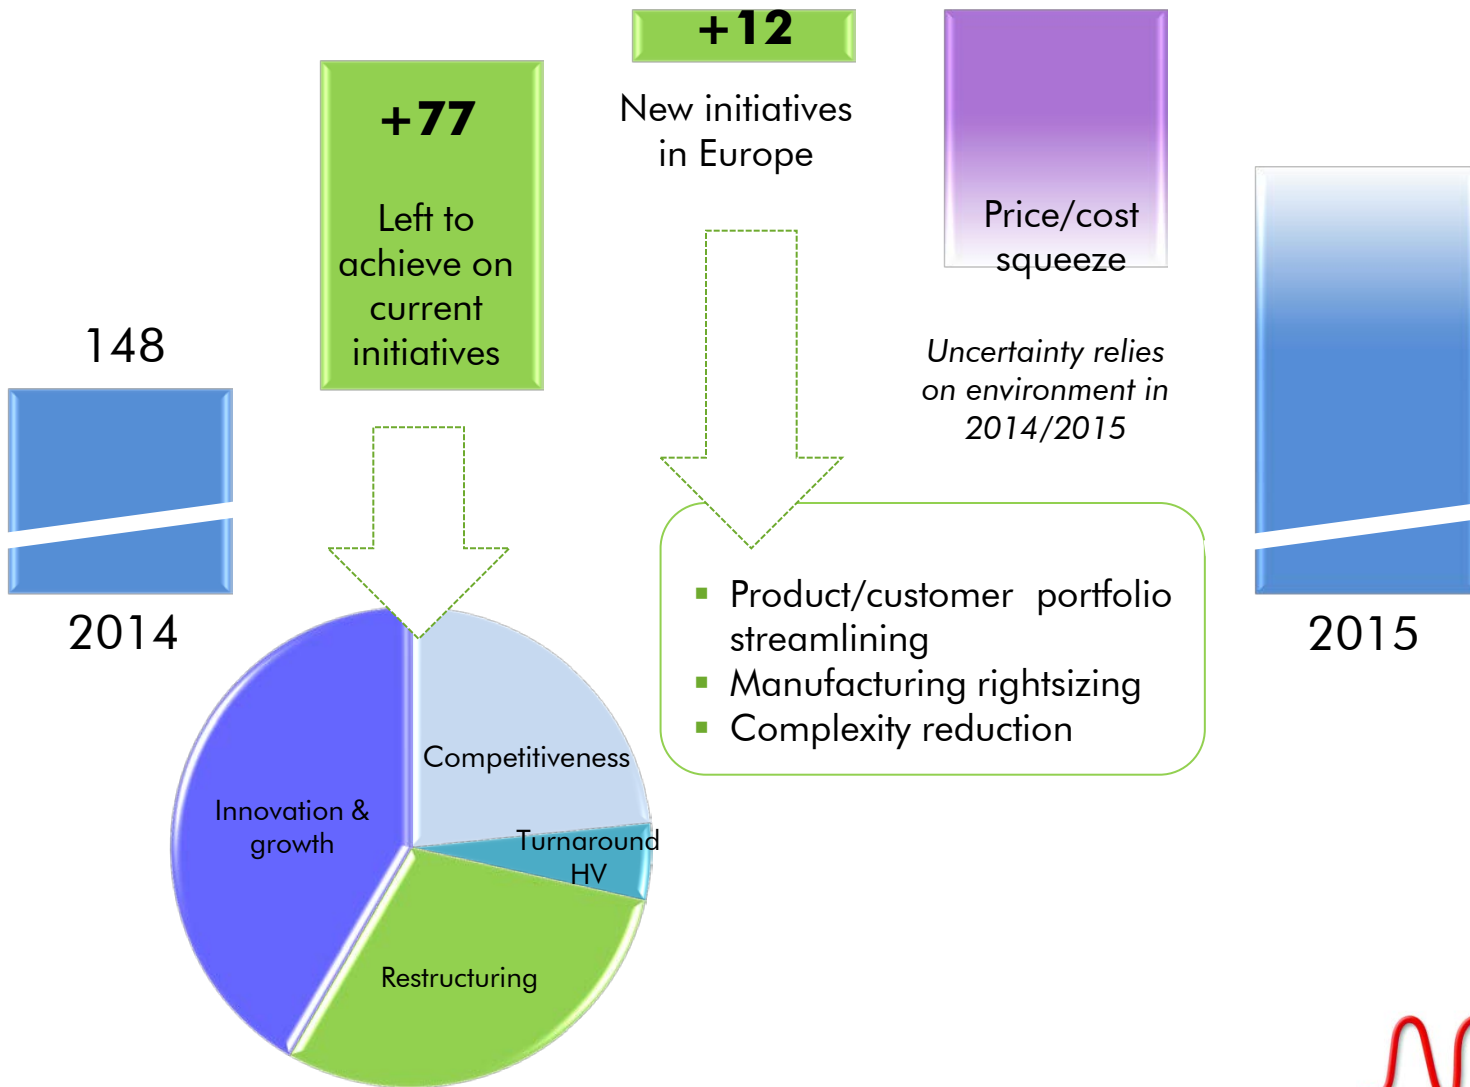 148
2014
+77
Left to
achieve on
current
initiatives
+12
New initiatives
in Europe
Price/cost
squeeze
Uncertainty relies
on environment in
2014/2015
2015
Product/customer portfolio
streamlining
Manufacturing rightsizing
Complexity reduction
Competitiveness
Turnaround
HV
Restructuring
Innovation &
growth